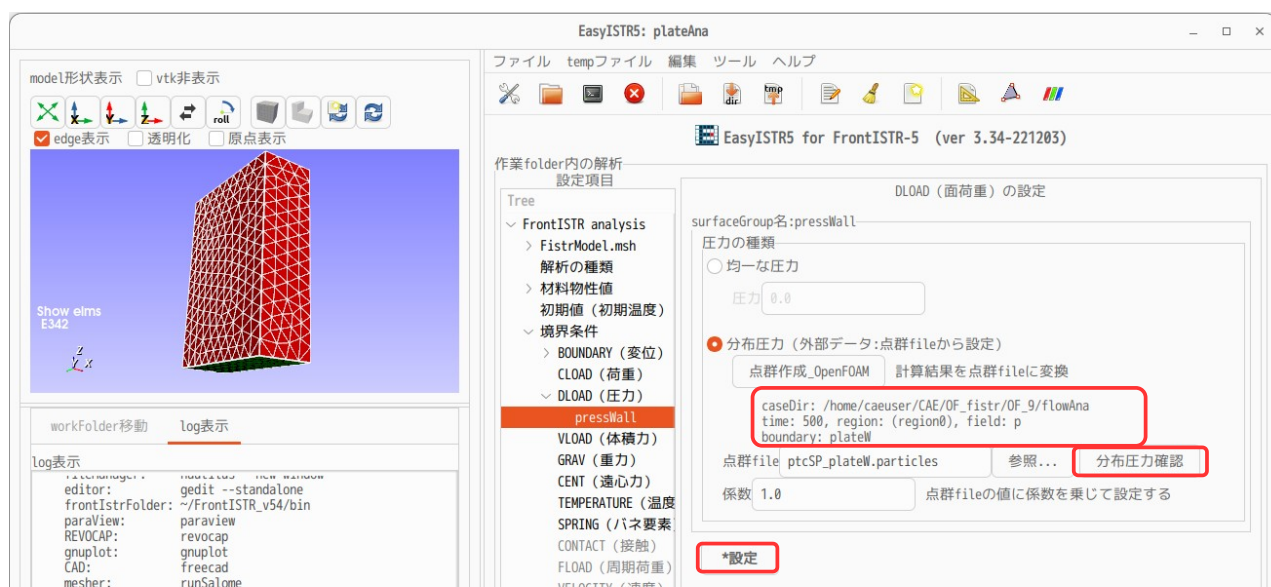 EasyISTR5: plateAna
model形状表示 vtk非表示
roll
edge表示 透明化 原点表示
Show elms
E342
Z
Y X
workFolder移動 log表示
log表示
editor: gedit --standalone
frontIstrFolder: ~/FrontISTR_v54/bin
paraView: paraview
REVOCAP: revocap
gnuplot: gnuplot
CAD: freecad
mesher: runSalome
ファイル tempファイル 編集 ツール ヘルプ
dir tmp
EasyISTR5 for FrontISTR-5 (ver 3.34-221203)
作業folder内の解析
設定項目
Tree
FrontISTR analysis
FistrModel.msh
解析の種類
材料物性値
初期値（初期温度）
境界条件
BOUNDARY（変位）
CLOAD（荷重）
DLOAD（圧力）
pressWall
VLOAD（体積力）
GRAV（重力）
CENT（遠心力）
TEMPERATURE（温度
SPRING（バネ要素
CONTACT（接触）
FLOAD（周期荷重）
VELOCITY（速度）
DLOAD（面荷重）の設定
surfaceGroup名:pressWall
圧力の種類
均一な圧力
圧力 0.0
分布圧力（外部データ:点群fileから設定）
点群作成_OpenFOAM 計算結果を点群fileに変換
caseDir: /home/caeuser/CAE/OF_fistr/OF_9/flowAna
time: 500, region: (region0), field: p
boundary: plateW
点群file ptcSP_plateW.particles 参照... 分布圧力確認
係数 1.0 点群fileの値に係数を乗じて設定する
*設定